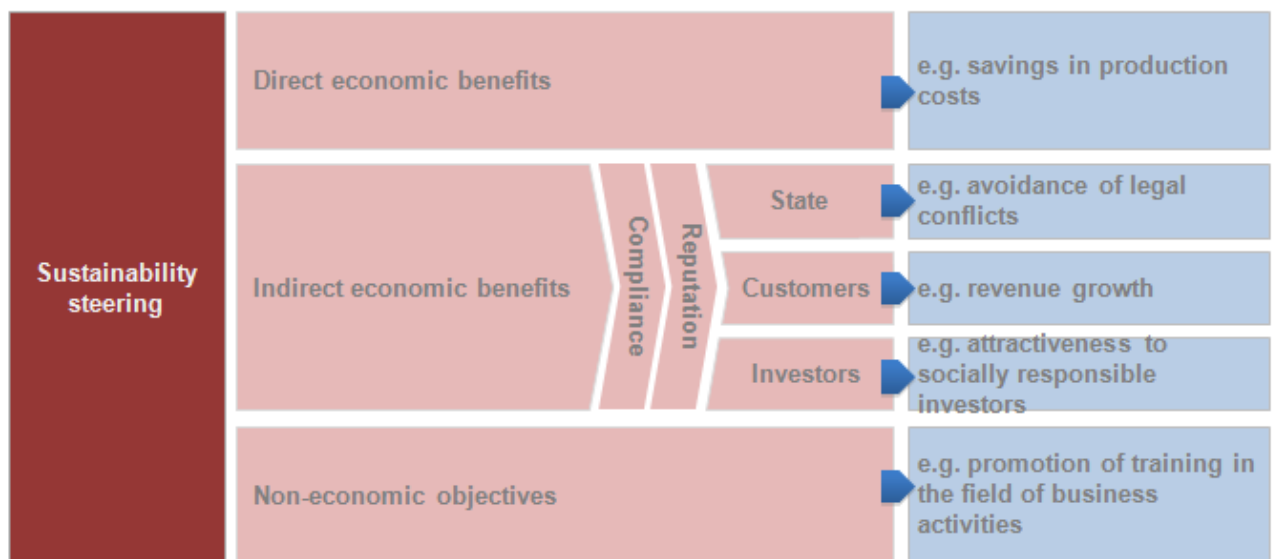 Sustainability
steering
Direct economic benefits
e.g. savings in production
costs
Indirect economic benefits
Compliance
Reputation
State
e.g. avoidance of legal
conflicts
Customers
e.g. revenue growth
Investors
e.g. attractiveness to
socially responsible
investors
Non-economic objectives
e.g. promotion of training in
the field of business
activities